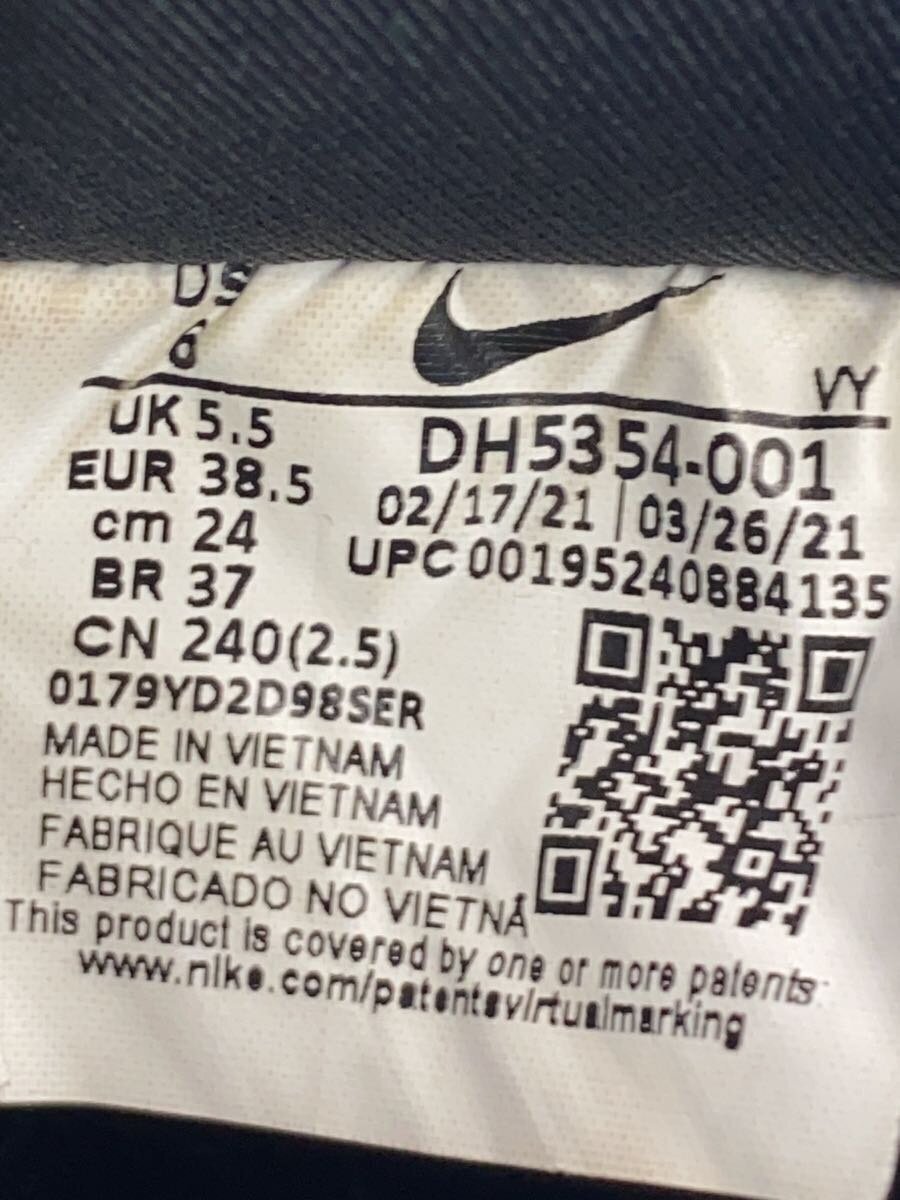 US
6
VY
UK 5.5
EUR 38.5
cm 24
BR 37
CN 240(2.5)
DH5354-001
02/17/21 | 03/26/21
UPC 00195240884135
0179YD2D98SER
MADE IN VIETNAM
HECHO EN VIETNAM
FABRIQUE AU VIETNAM
FABRICADO NO VIETNÃ
This product is covered by one or more patents
www.nike.com/patentsvirtualmarking